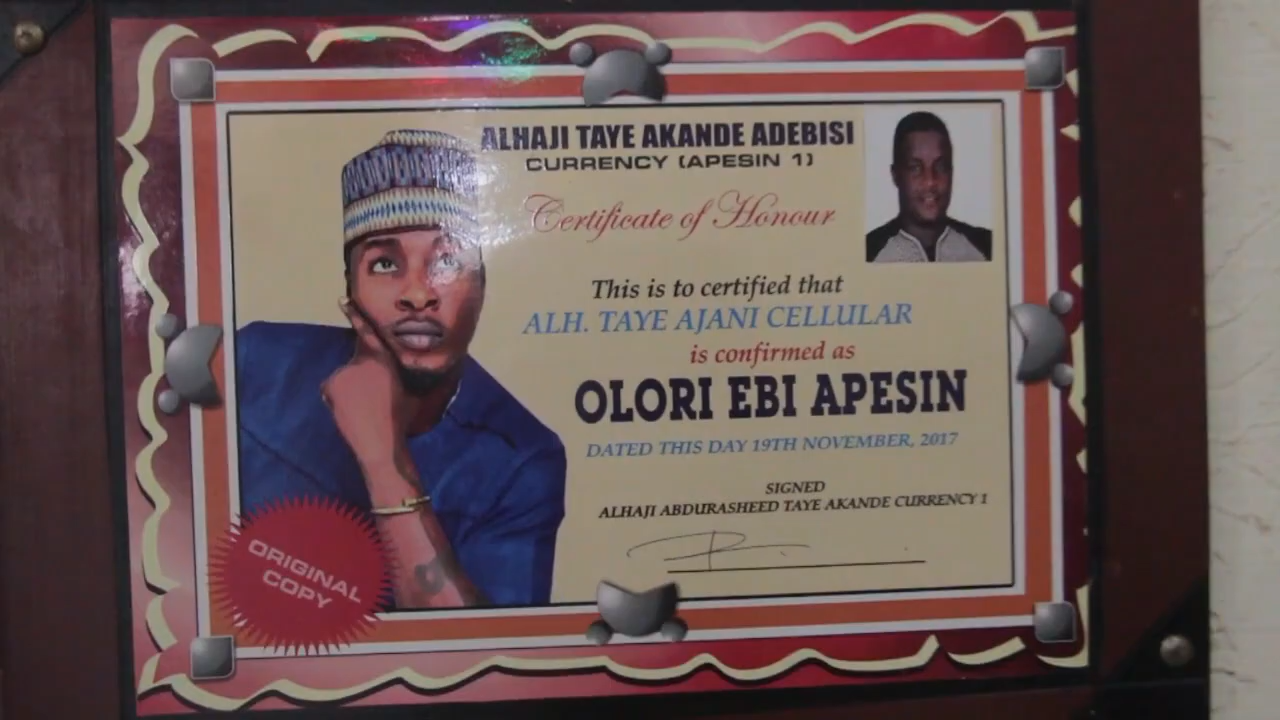 ALHAJI TAYE AKANDE ADEBISI
CURRENCY (APESIN 1)
Certificate of Honour
This is to certified that
ALH. TAYE AJANI CELLULAR
is confirmed as
OLORI EBI APESIN
DATED THIS DAY 19TH NOVEMBER, 2017
SIGNED
ALHAJI ABDURASHEED TAYE AKANDE CURRENCY 1
ORIGINAL
COPY